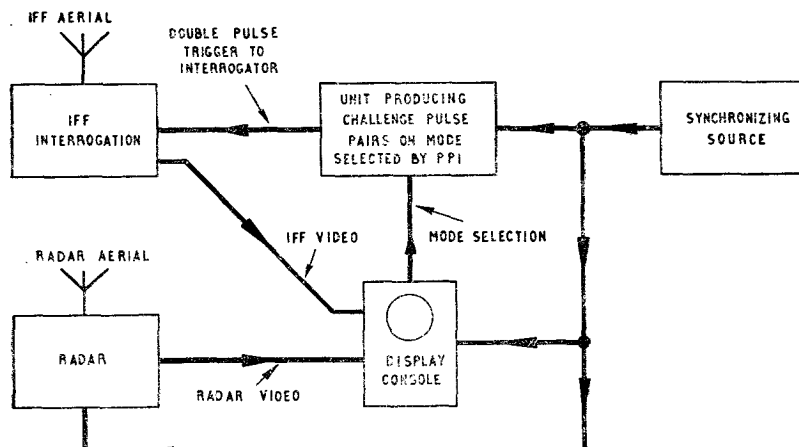 IFF AERIAL
DOUBLE PULSE
TRIGGER TO
INTERROGATOR
IFF
INTERROGATION
UNIT PRODUCING
CHALLENGE PULSE
PAIRS ON MODE
SELECTED BY PPI
SYNCHRONIZING
SOURCE
IFF VIDEO
MODE SELECTION
RADAR AERIAL
RADAR
RADAR VIDEO
DISPLAY
CONSOLE